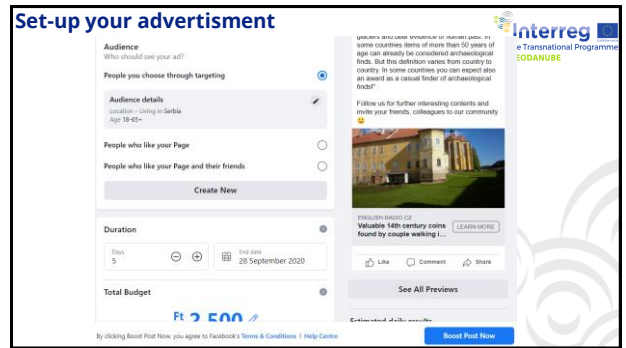 Set-up your advertisment
Interreg
e Transnational Programme
EODANUBE
Audience
Who should see your ad?
People you choose through targeting
Audience details
Location – Living in Serbia
Age 18-65+
People who like your Page
People who like your Page and their friends
Create New
Duration
Days
5
End date
28 September 2020
Total Budget
Ft 2,500
glaciers and bear evidence of human past. In
some countries items of more than 50 years of
age can already be considered archaeological
finds. But this definition varies from country to
country. In some countries you can expect also
an award as a casual finder of archaeological
finds!"
Follow us for further interesting contents and
invite your friends, colleagues to our community
ENGLISH.RADIO.CZ
Valuable 14th century coins
found by couple walking i...
LEARN MORE
Like
Comment
Share
See All Previews
Estimated daily results
By clicking Boost Post Now, you agree to Facebook's Terms & Conditions | Help Centre
Boost Post Now